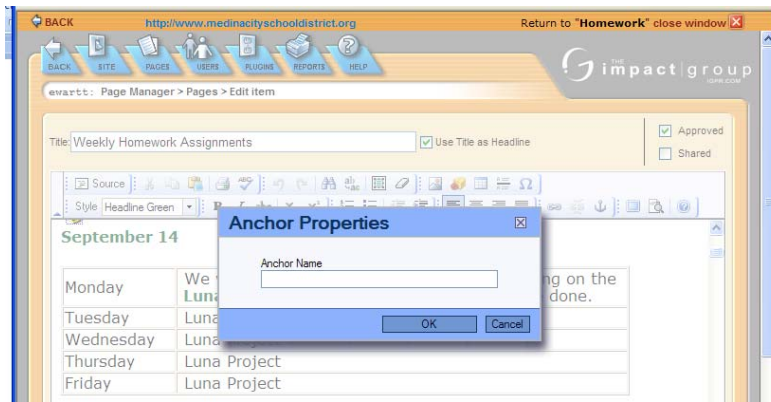 BACK http://www.medinacityschooldistrict.org Return to "Homework" close window
BACK SITE PAGES USERS PLUGINS REPORTS HELP
THE impact group
IGPR.COM
ewartt: Page Manager > Pages > Edit item
Title: Weekly Homework Assignments Use Title as Headline Approved
Shared
Source
Style Headline Green
Anchor Properties
September 14
Anchor Name
Monday We ng on the
Luna done.
Tuesday Luna
OK Cancel
Wednesday Luna
Thursday Luna Project
Friday Luna Project